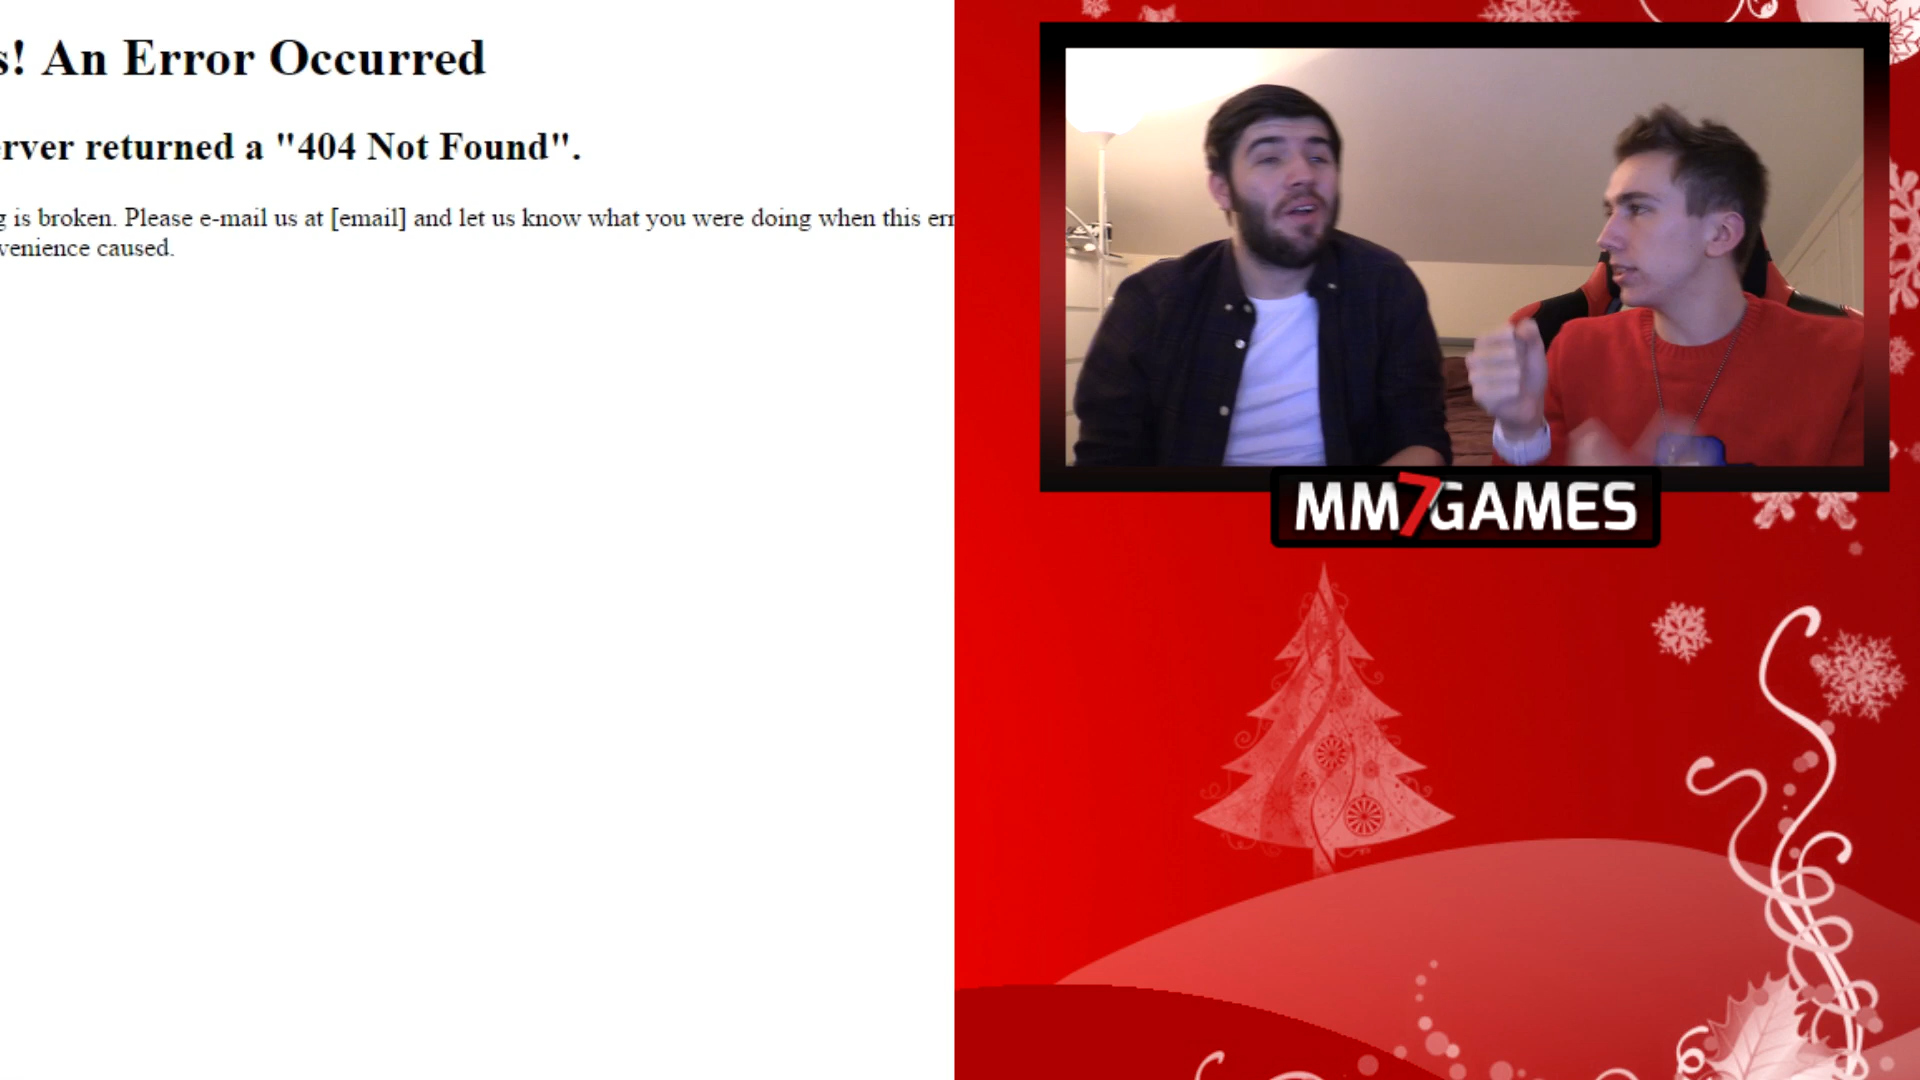 s! An Error Occurred
erver returned a "404 Not Found".
g is broken. Please e-mail us at [email] and let us know what you were doing when this err
venience caused.
MM7GAMES